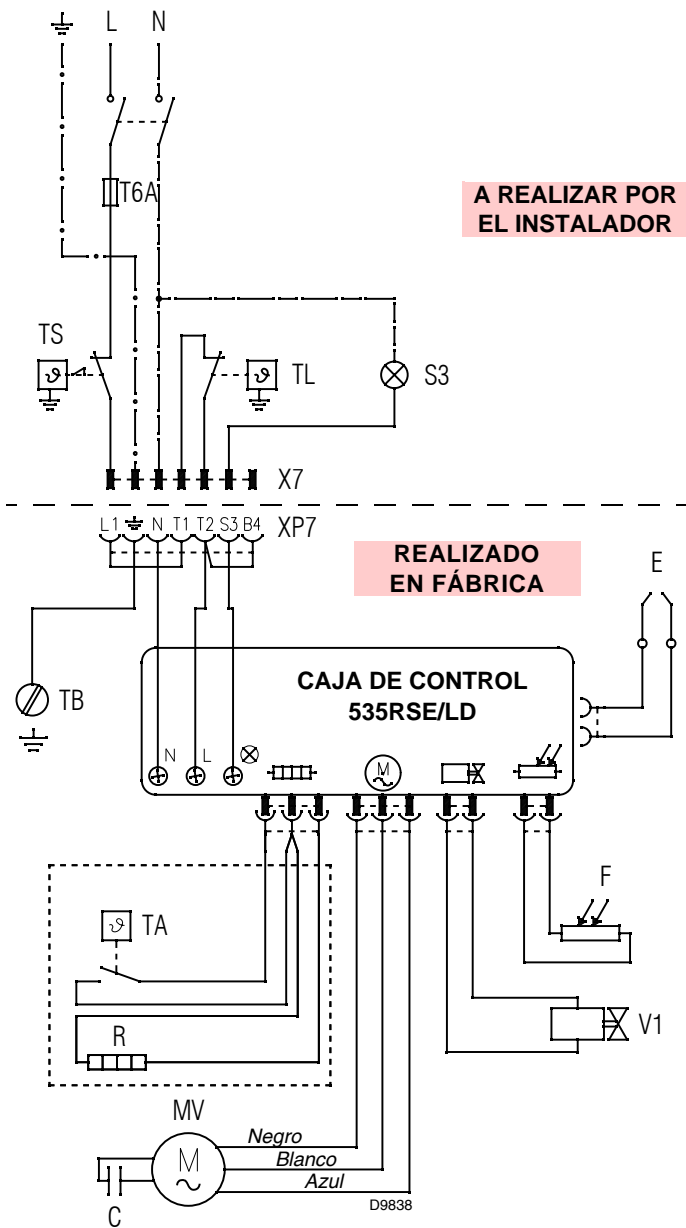 L N
T6A
A REALIZAR POR
EL INSTALADOR
TS
ϑ
ϑ
TL
S3
X7
L1 N T1 T2 S3 B4
XP7
REALIZADO
EN FÁBRICA
E
CAJA DE CONTROL
535RSE/LD
TB
N L
M
F
ϑ
TA
V1
R
MV
M
Negro
Blanco
Azul
D9838
C